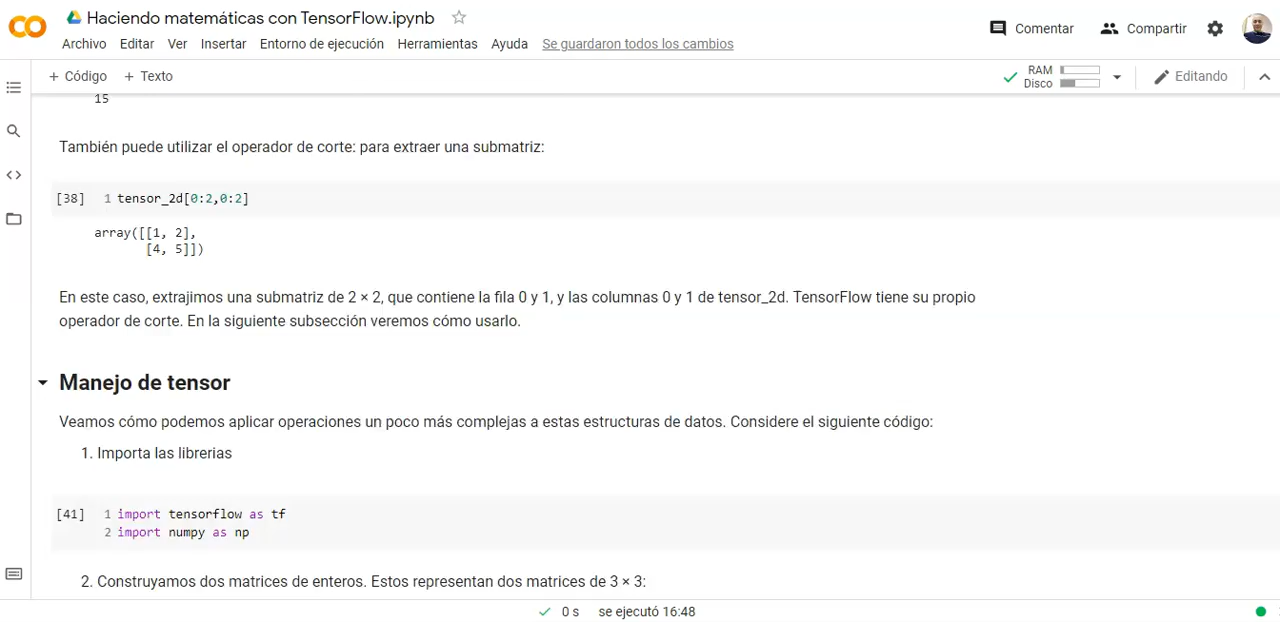 Haciendo matemáticas con TensorFlow.ipynb
Comentar
Compartir
Archivo Editar Ver Insertar Entorno de ejecución Herramientas Ayuda Se guardaron todos los cambios
+ Código + Texto
RAM
Disco
Editando
15
También puede utilizar el operador de corte: para extraer una submatriz:
[38] 1 tensor_2d[0:2,0:2]
array([[1, 2],
[4, 5]])
En este caso, extrajimos una submatriz de 2 × 2, que contiene la fila 0 y 1, y las columnas 0 y 1 de tensor_2d. TensorFlow tiene su propio
operador de corte. En la siguiente subsección veremos cómo usarlo.
Manejo de tensor
Veamos cómo podemos aplicar operaciones un poco más complejas a estas estructuras de datos. Considere el siguiente código:
1. Importa las librerias
[41] 1 import tensorflow as tf
2 import numpy as np
2. Construyamos dos matrices de enteros. Estos representan dos matrices de 3 × 3:
0 s se ejecutó 16:48